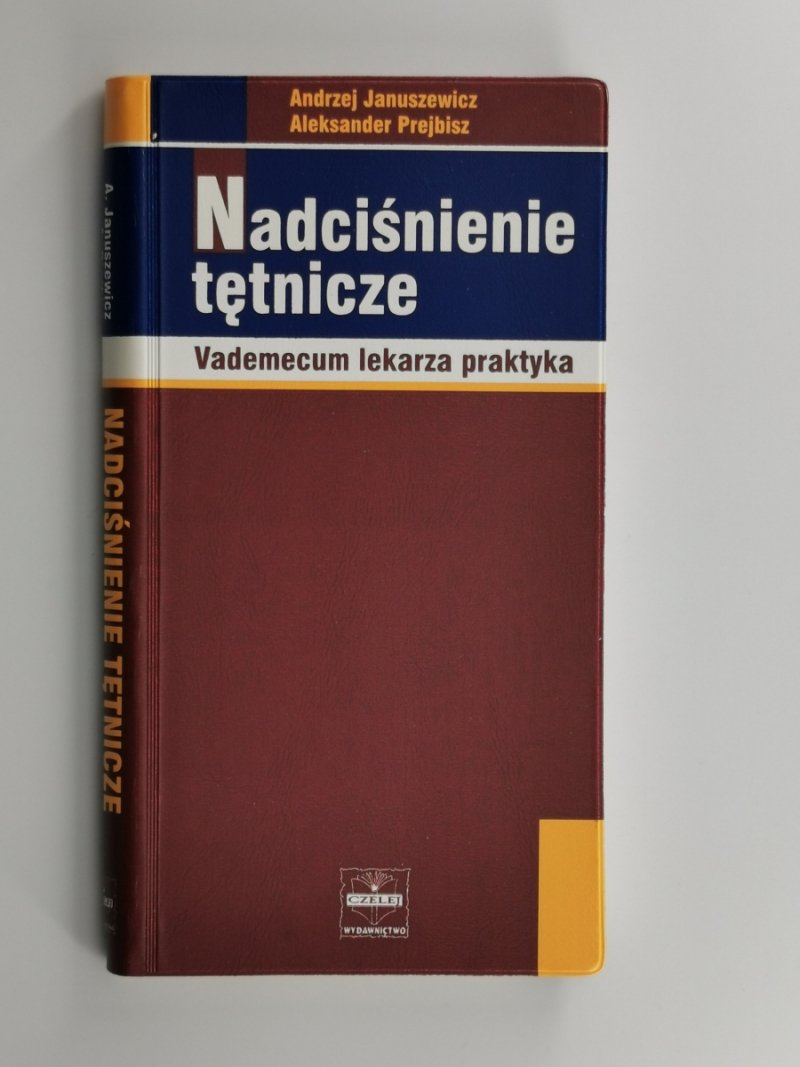 Andrzej Januszewicz
Aleksander Prejbisz
Nadciśnienie
tętnicze
Vademecum lekarza praktyka
CZELEJ
WYDAWNICTWO
A. Januszewicz
NADCIŚNIENIE TĘTNICZE